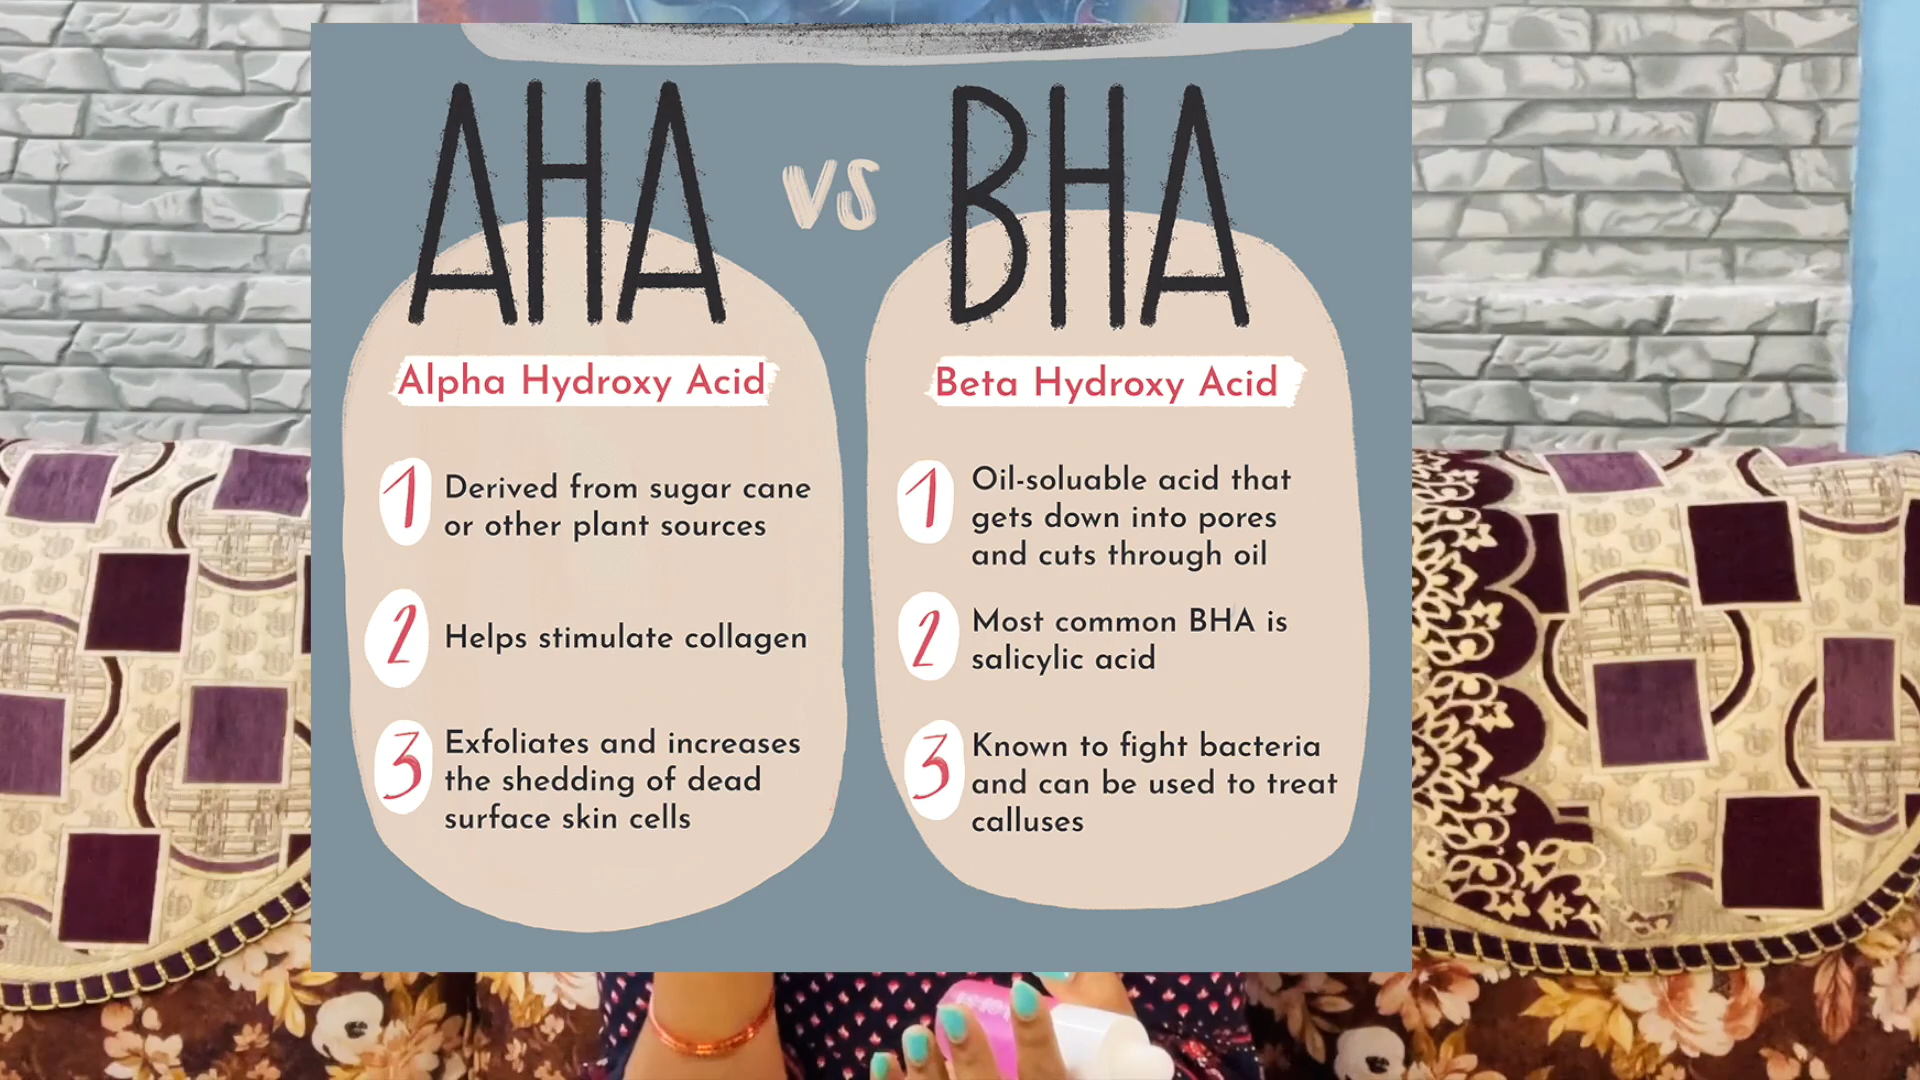 AHA
vs
BHA
Alpha Hydroxy Acid
1
Derived from sugar cane
or other plant sources
2
Helps stimulate collagen
3
Exfoliates and increases
the shedding of dead
surface skin cells
Beta Hydroxy Acid
1
Oil-soluable acid that
gets down into pores
and cuts through oil
2
Most common BHA is
salicylic acid
3
Known to fight bacteria
and can be used to treat
calluses